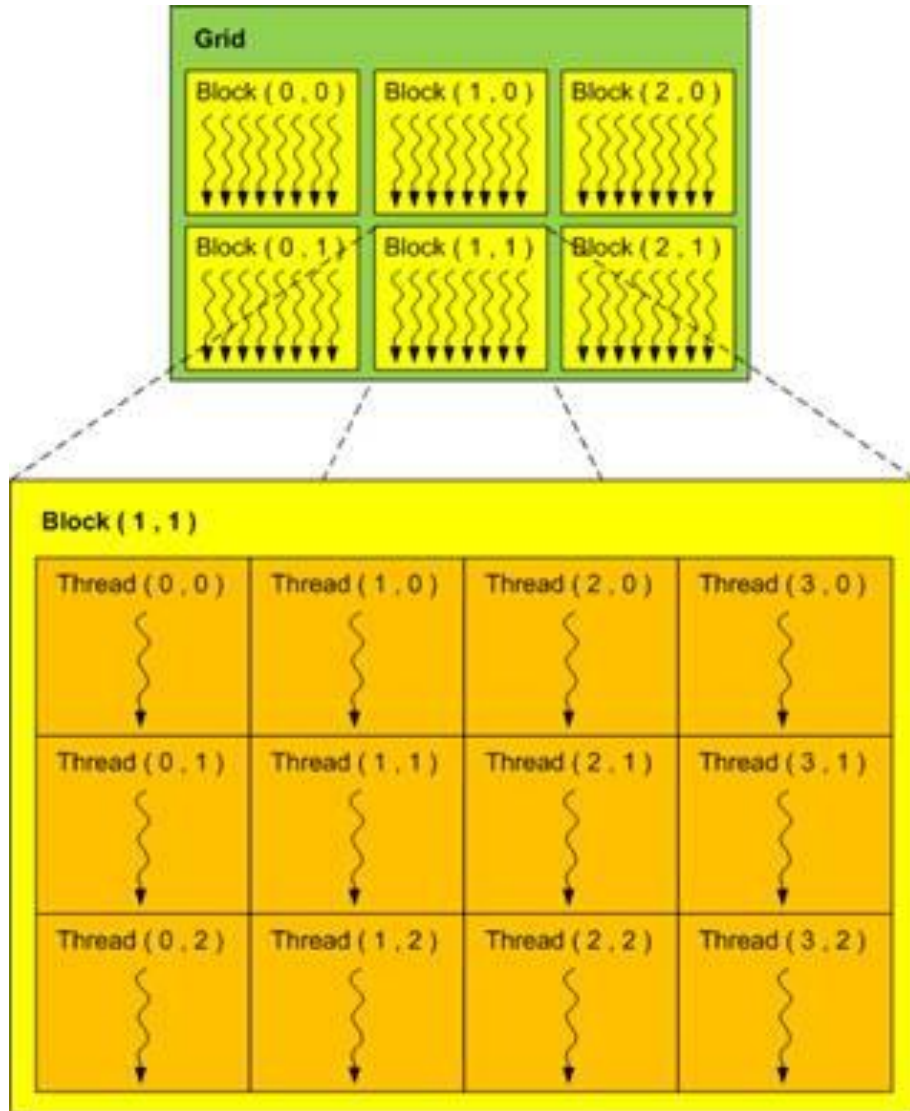 Grid
Block ( 0 , 0 ) Block ( 1 , 0 ) Block ( 2 , 0 )
Block ( 0 , 1 ) Block ( 1 , 1 ) Block ( 2 , 1 )
Block ( 1 , 1 )
Thread ( 0 , 0 ) Thread ( 1 , 0 ) Thread ( 2 , 0 ) Thread ( 3 , 0 )
Thread ( 0 , 1 ) Thread ( 1 , 1 ) Thread ( 2 , 1 ) Thread ( 3 , 1 )
Thread ( 0 , 2 ) Thread ( 1 , 2 ) Thread ( 2 , 2 ) Thread ( 3 , 2 )